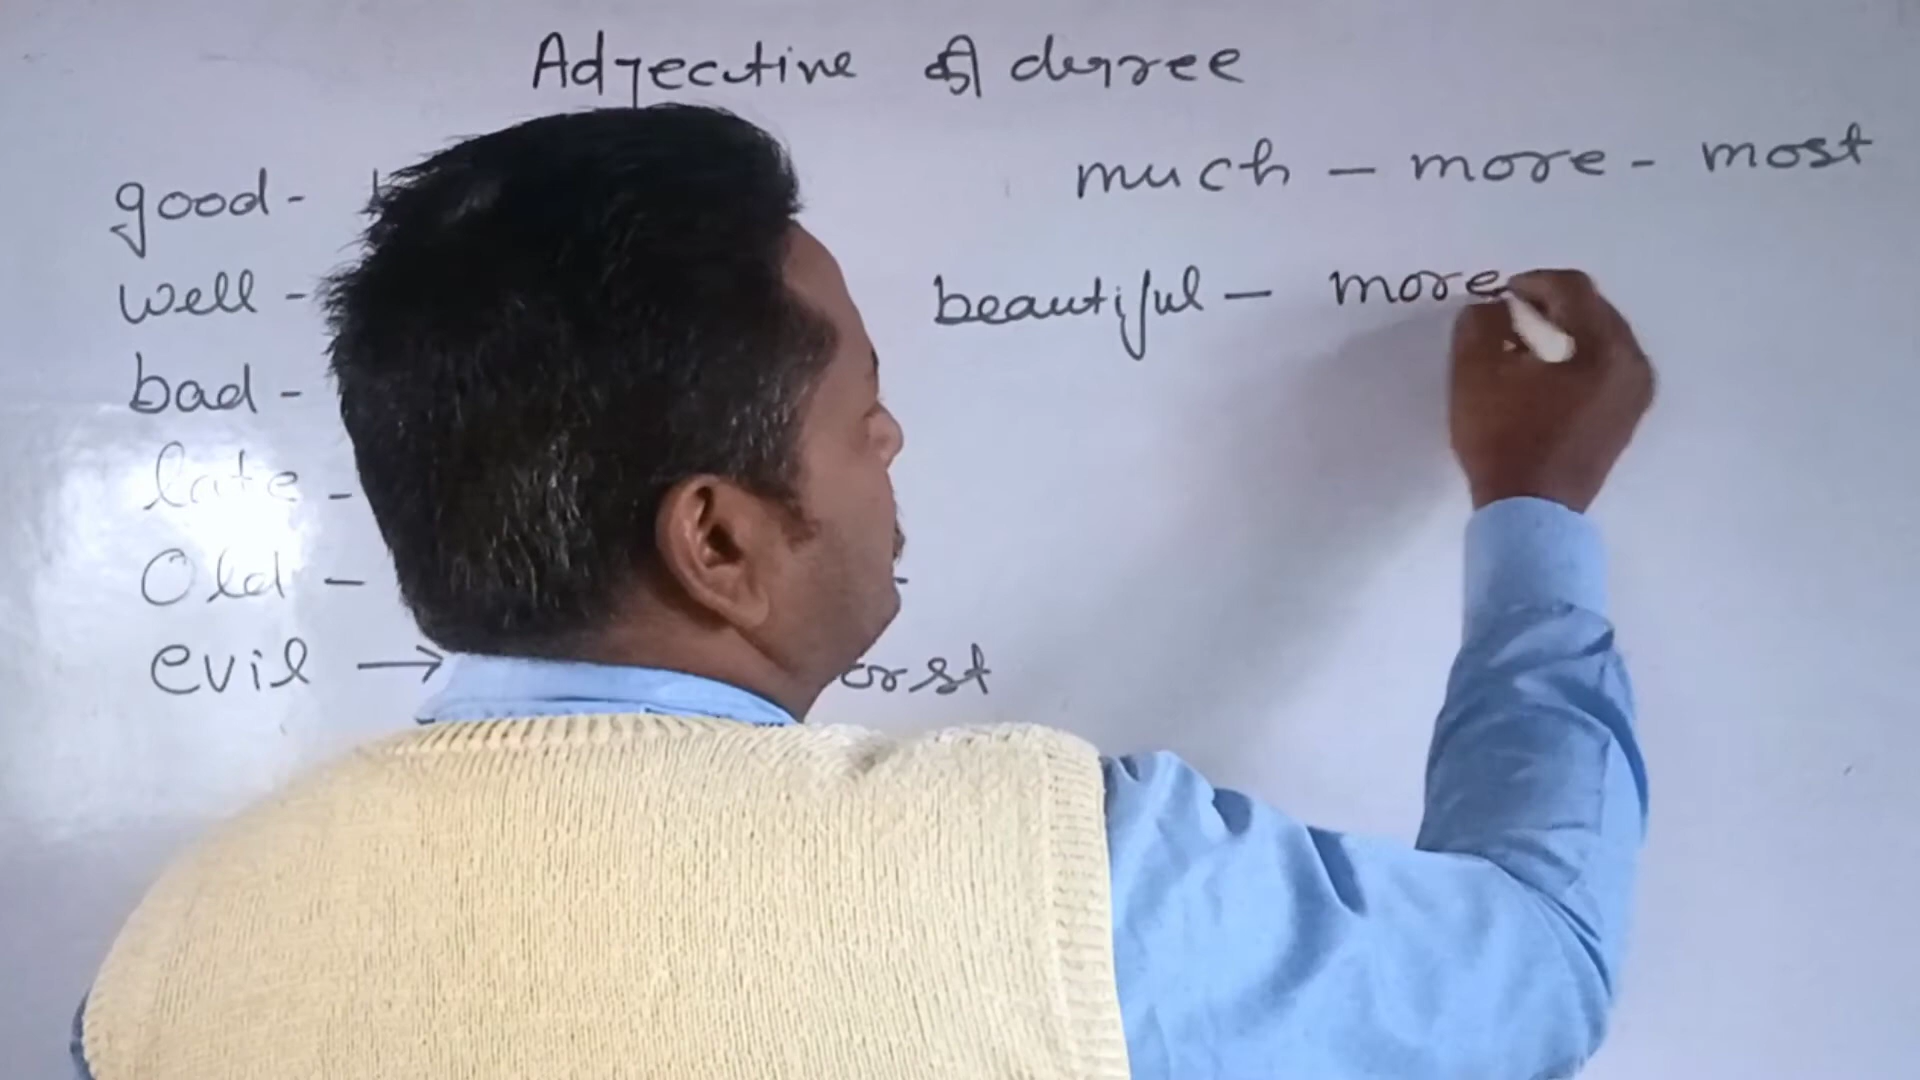 Adjective की degree
good -
well -
bad -
late -
Old -
evil →
much - more - most
beautiful - more